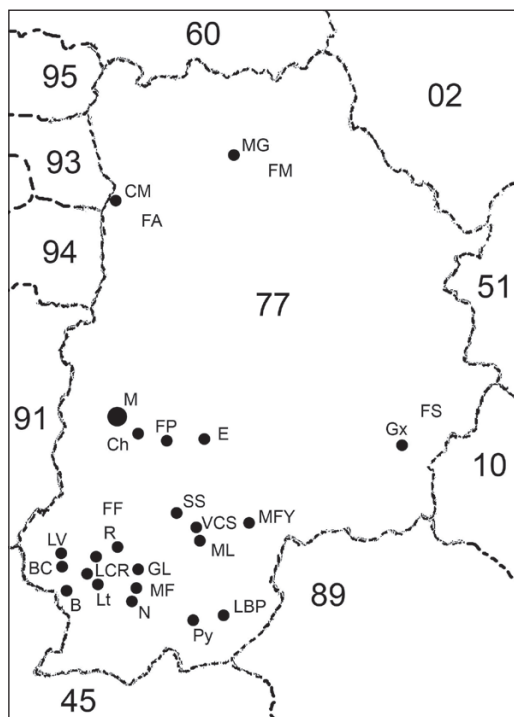 60
95
02
MG
93
FM
CM
FA
94
51
77
M
91
FS
Ch
FP
E
Gx
10
SS
FF
VCS
MFY
R
LV
ML
BC
LCR
GL
B
Lt
MF
N
LBP
89
Py
45